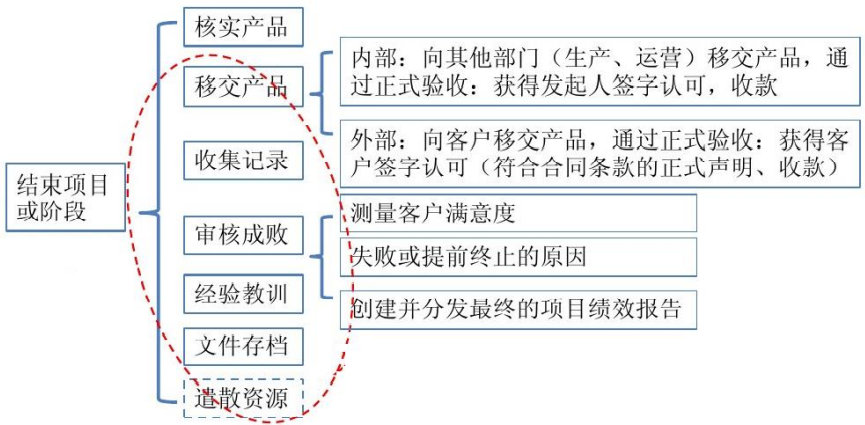 核实产品
移交产品
内部：向其他部门（生产、运营）移交产品，通
过正式验收：获得发起人签字认可，收款
外部：向客户移交产品，通过正式验收：获得客
户签字认可（符合合同条款的正式声明、收款）
收集记录
结束项目
或阶段
审核成败
测量客户满意度
失败或提前终止的原因
创建并分发最终的项目绩效报告
经验教训
文件存档
遣散资源